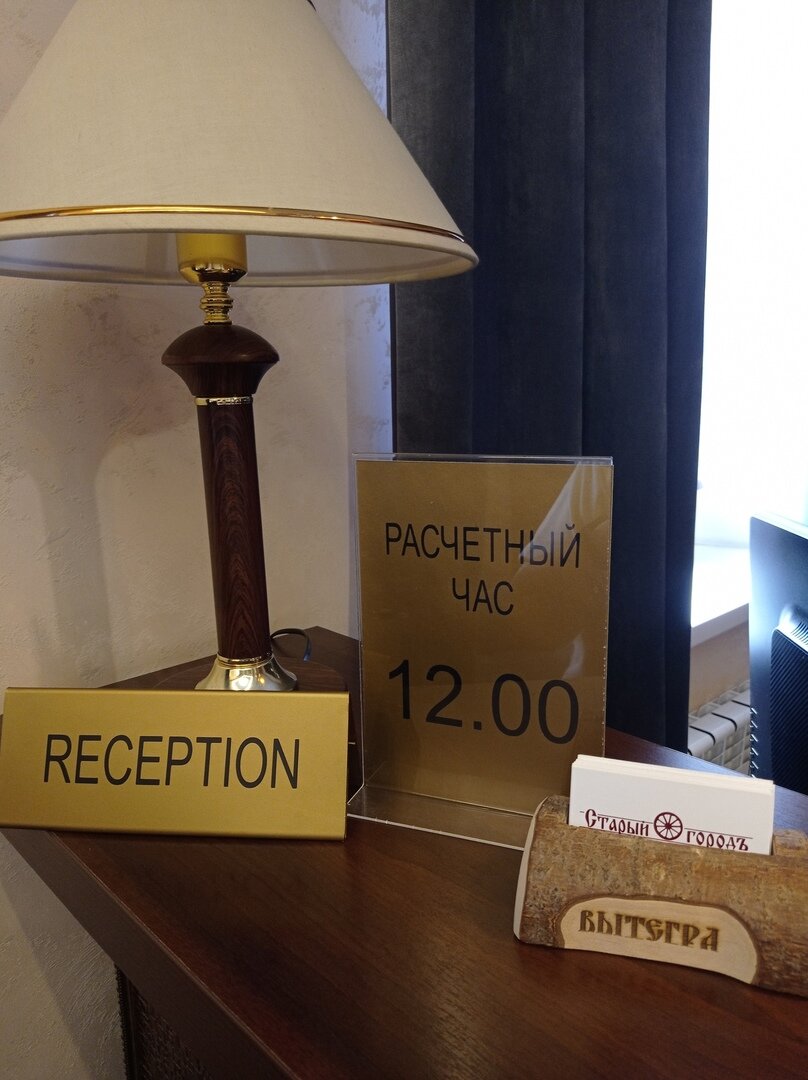 РАСЧЕТНЫЙ
ЧАС
12.00
RECEPTION
Старый городъ
ВЫТЕГРА